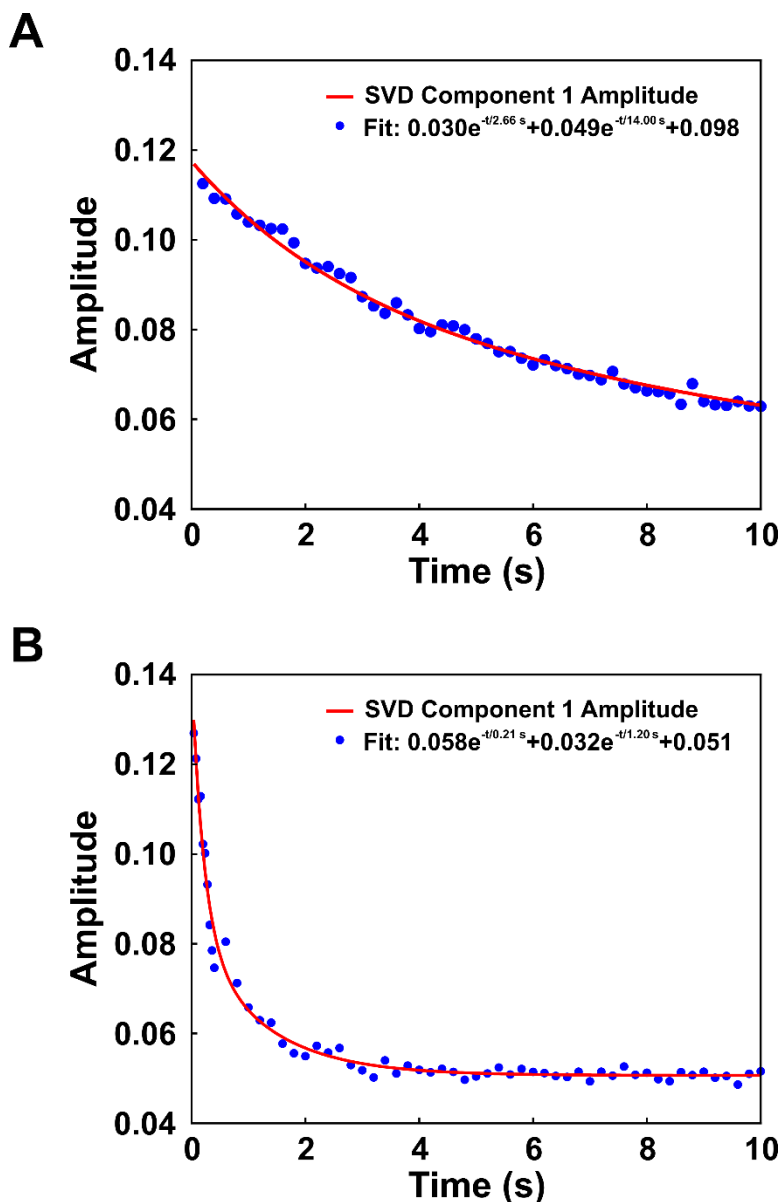 A
0.14
0.12
0.10
0.08
0.06
0.04
Amplitude
SVD Component 1 Amplitude
Fit: 0.030e^-t/2.66 s+0.049e^-t/14.00 s+0.098
0 2 4 6 8 10
Time (s)
B
0.14
0.12
0.10
0.08
0.06
0.04
Amplitude
SVD Component 1 Amplitude
Fit: 0.058e^-t/0.21 s+0.032e^-t/1.20 s+0.051
0 2 4 6 8 10
Time (s)